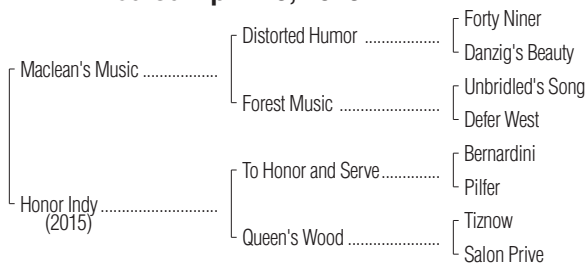 Forty Niner
Distorted Humor ....................
Danzig's Beauty
Maclean's Music ..................
Unbridled's Song
Forest Music ..........................
Defer West
Bernardini
To Honor and Serve ...............
Pilfer
Honor Indy .............................
(2015)
Tiznow
Queen's Wood ........................
Salon Prive